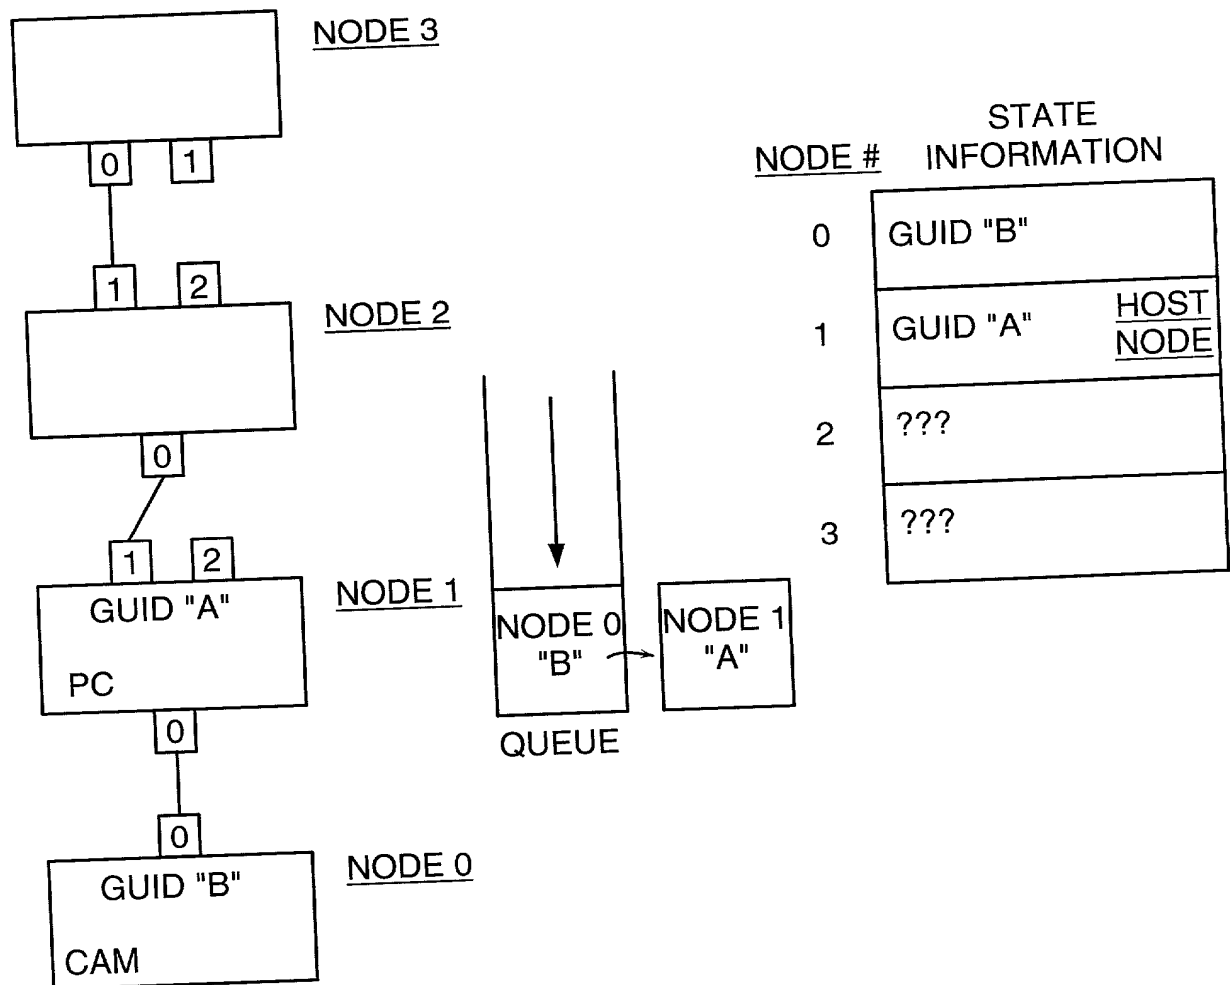 NODE 3
0 1
1 2
NODE 2
0
1 2
GUID "A"
PC
NODE 1
0
0
GUID "B"
CAM
NODE 0
NODE 0
"B"
NODE 1
"A"
QUEUE
NODE #
STATE
INFORMATION
0 GUID "B"
1 GUID "A" HOST
NODE
2 ???
3 ???